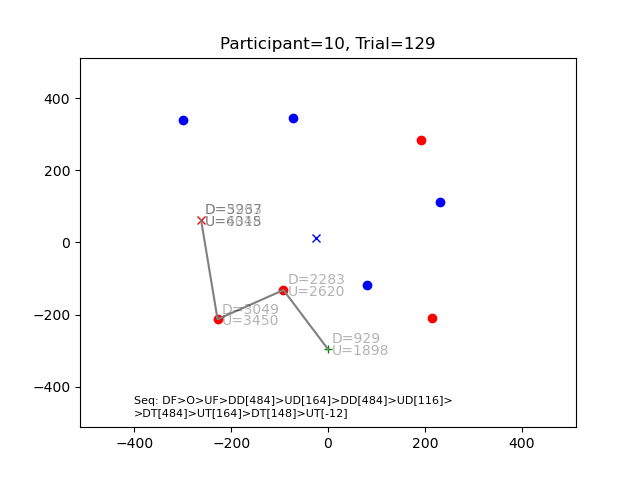 Participant=10, Trial=129
400
200
0
−200
−400
D=2283
U=2620
D=3049
U=3450
D=929
U=1898
Seq: DF>O>UF>DD[484]>UD[164]>DD[484]>UD[116]>
>DT[484]>UT[164]>DT[148]>UT[-12]
−400
−200
0
200
400